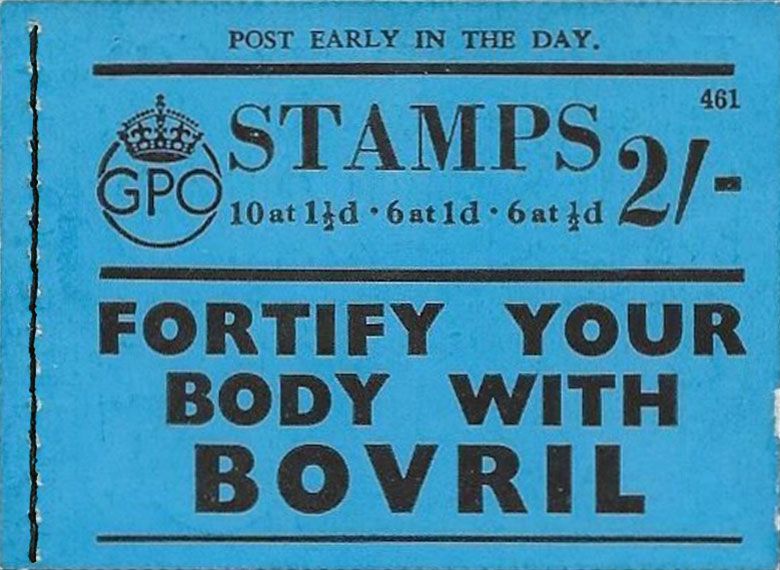 POST EARLY IN THE DAY.
461
STAMPS 2/-
GPO
10 at 1½d · 6 at 1d · 6 at ½d
FORTIFY YOUR
BODY WITH
BOVRIL